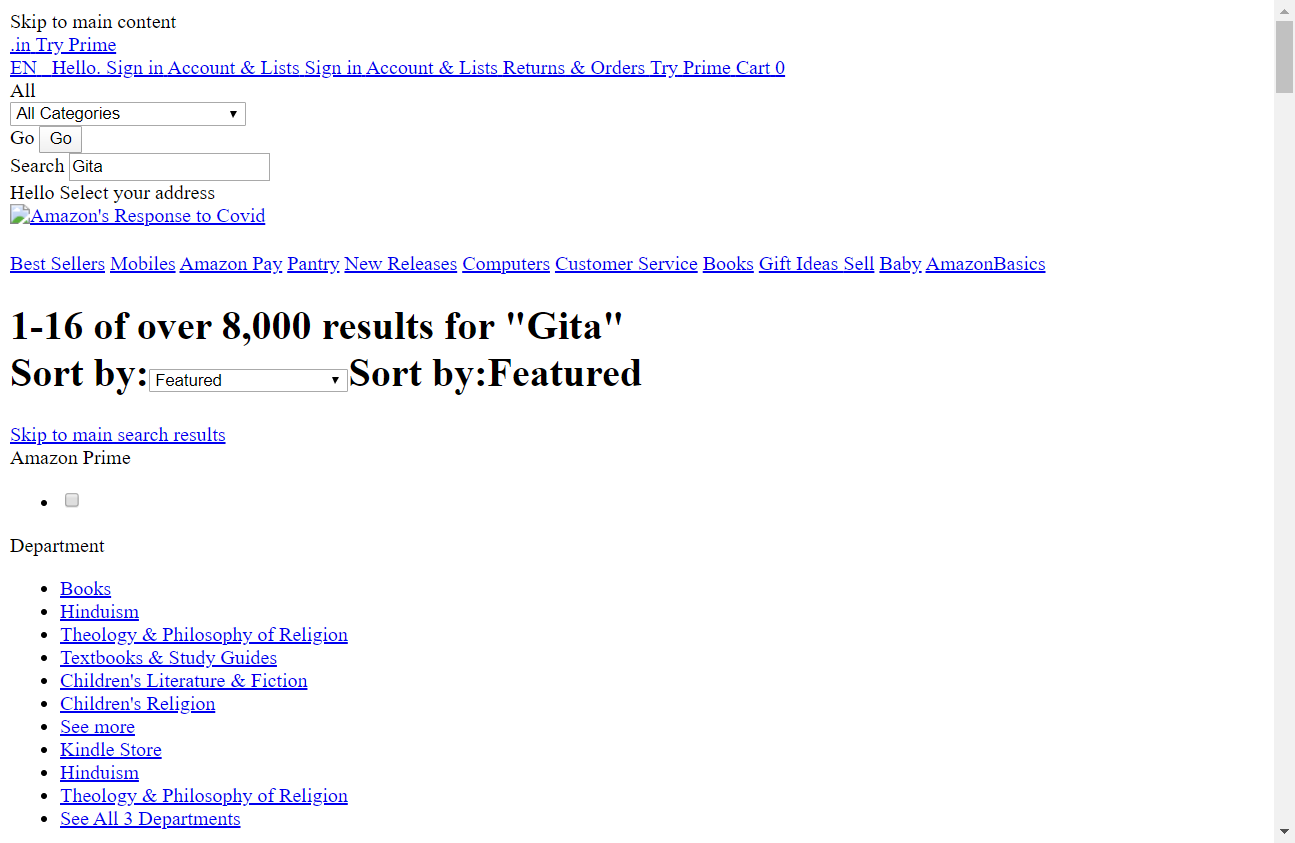 Skip to main content
.in Try Prime
EN   Hello. Sign in Account & Lists Sign in Account & Lists Returns & Orders Try Prime Cart 0
All
All Categories
Go Go
Search Gita
Hello Select your address
Amazon's Response to Covid
Best Sellers Mobiles Amazon Pay Pantry New Releases Computers Customer Service Books Gift Ideas Sell Baby AmazonBasics
1-16 of over 8,000 results for "Gita"
Sort by: Featured Sort by:Featured
Skip to main search results
Amazon Prime
Department
Books
Hinduism
Theology & Philosophy of Religion
Textbooks & Study Guides
Children's Literature & Fiction
Children's Religion
See more
Kindle Store
Hinduism
Theology & Philosophy of Religion
See All 3 Departments